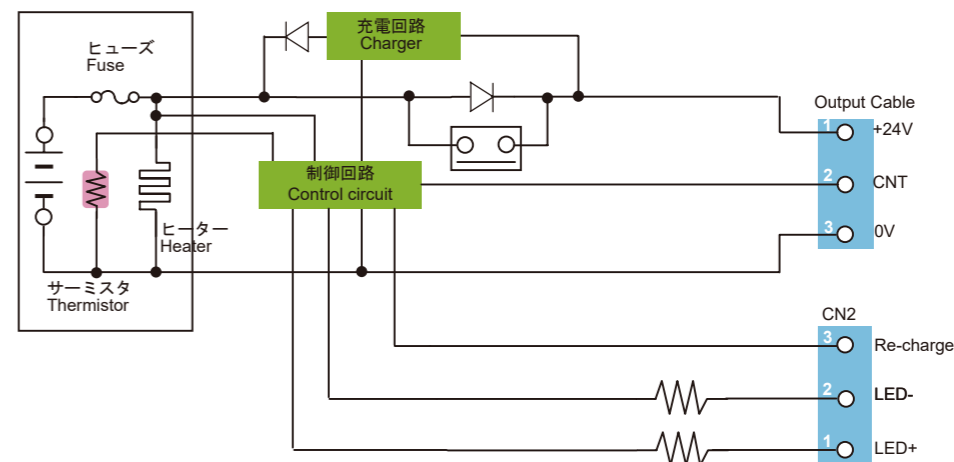 充電回路
Charger
ヒューズ
Fuse
Output Cable
1
+24V
制御回路
Control circuit
2
CNT
ヒーター
Heater
3
0V
サーミスタ
Thermistor
CN2
3
Re-charge
2
LED-
1
LED+